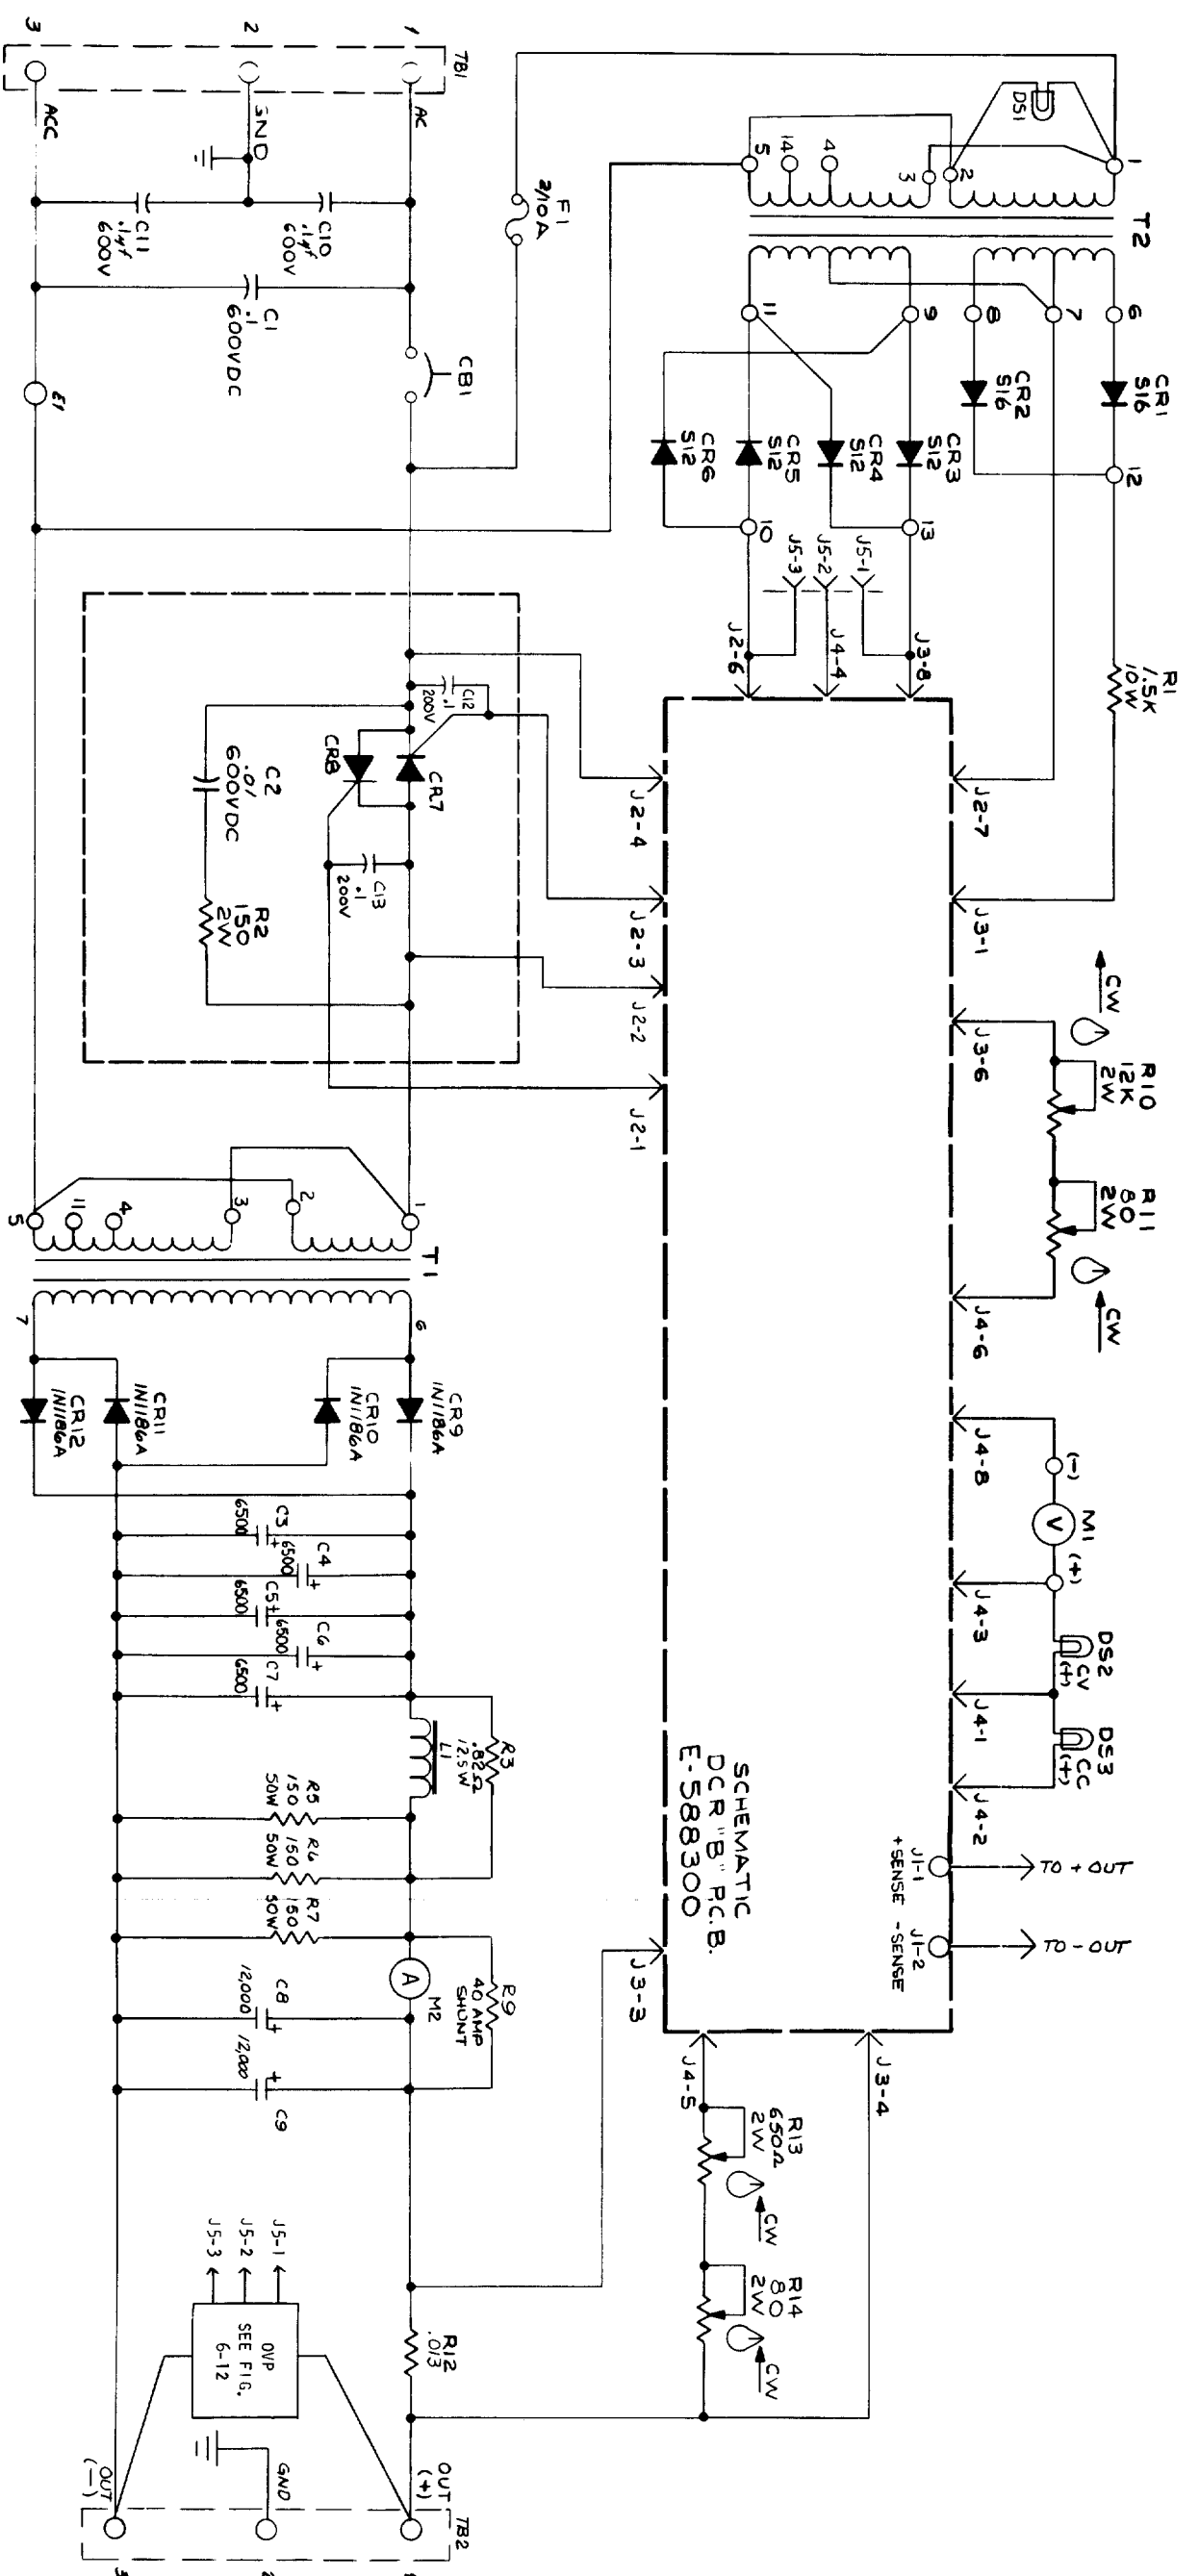 T2
DS1
1
2
3
4
14
5
6
7
8
9
11
CR1
S16
CR2
S16
CR3
S12
CR4
S12
CR5
S12
CR6
S12
12
13
10
J5-1
J5-2
J5-3
J3-8
J4-4
J2-6
R1
1.5K
10W
J2-7
J3-1
CW
J3-6
R10
12K
2W
R11
80
2W
CW
J4-6
J4-8
(-)
M1
V
(+)
J4-3
DS2
CV
(+)
J4-1
DS3
CC
(+)
J4-2
J1-1
+SENSE
TO + OUT
J1-2
-SENSE
TO - OUT
SCHEMATIC
DCR "B" P.C.B.
E-588300
J2-4
J2-3
J2-2
J2-1
J3-3
J3-4
J4-5
R13
650Ω
2W
CW
R14
80
2W
CW
TB1
1
2
3
AC
GND
ACC
F1
2/10A
C10
.1µf
600V
C11
.1µf
600V
C1
.1
600VDC
CB1
E1
C12
.1
200V
CR7
CR8
C13
.1
200V
C2
.01
600VDC
R2
150
2W
T1
1
2
3
4
11
5
6
7
CR9
1N1186A
CR10
1N1186A
CR11
1N1186A
CR12
1N1186A
C3
6500
+
C4
6500
+
C5
6500
+
C6
6500
+
C7
6500
+
R3
.82Ω
12.5W
L1
R5
150
50W
R6
150
50W
R7
150
50W
R9
40 AMP
SHUNT
A
M2
C8
12,000
+
C9
12,000
+
R12
.013
J5-1
J5-2
J5-3
OVP
SEE FIG.
6-12
OUT
(+)
GND
OUT
(-)
TB2
2
3